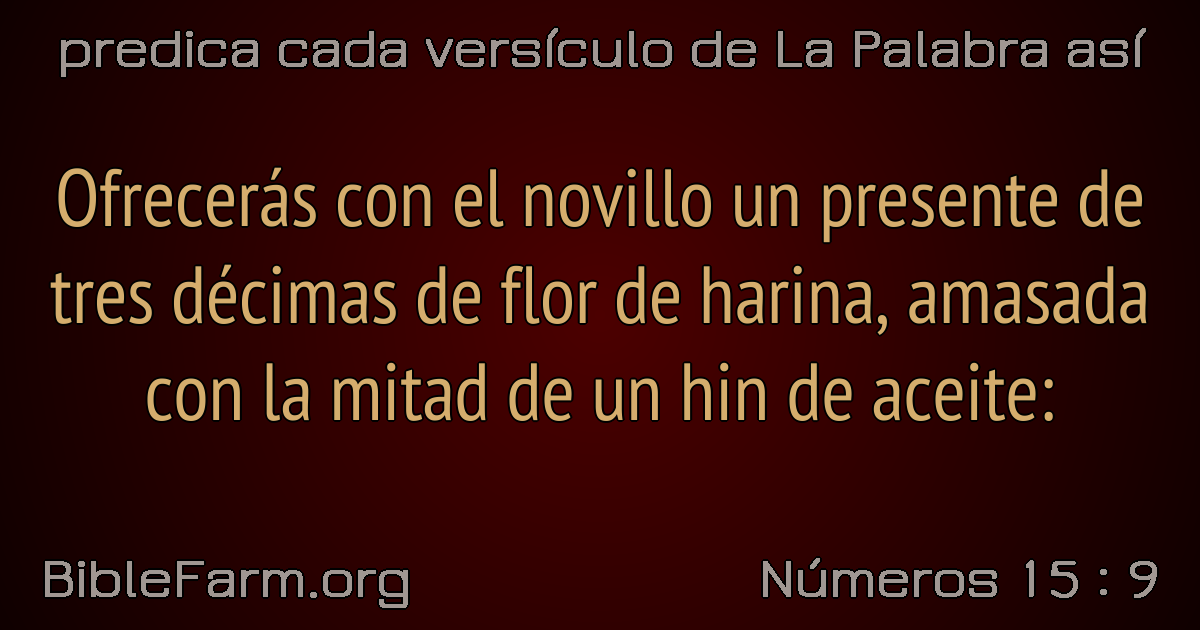 predica cada versículo de La Palabra así
Ofrecerás con el novillo un presente de
tres décimas de flor de harina, amasada
con la mitad de un hin de aceite:
BibleFarm.org
Números 15 : 9